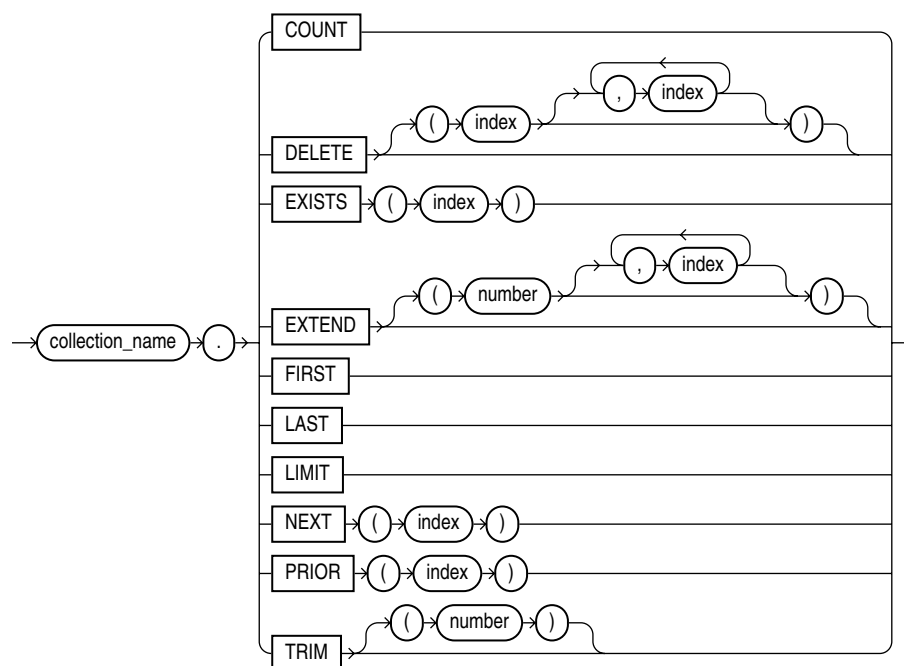 COUNT
, index
( index )
DELETE
EXISTS ( index )
, index
( number )
EXTEND
collection_name .
FIRST
LAST
LIMIT
NEXT ( index )
PRIOR ( index )
( number )
TRIM